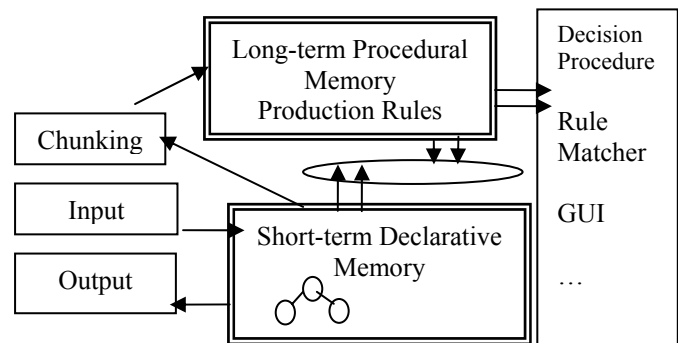 Long-term Procedural
Memory
Production Rules
Chunking
Input
Output
Short-term Declarative
Memory
Decision
Procedure
Rule
Matcher
GUI
…